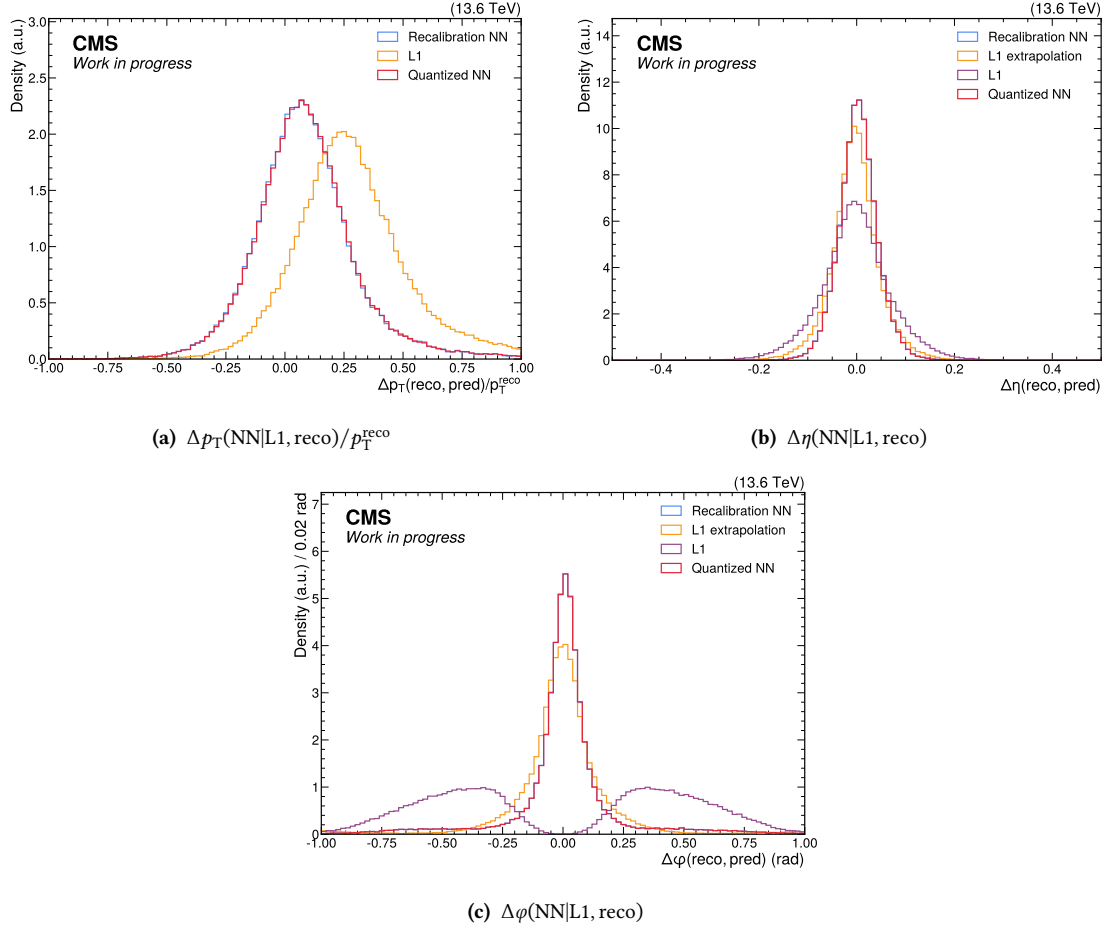 (13.6 TeV)
Density (a.u.)
3.0
2.5
2.0
1.5
1.0
0.5
0.0
CMS
Work in progress
Recalibration NN
L1
Quantized NN
-1.00 -0.75 -0.50 -0.25 0.00 0.25 0.50 0.75 1.00
Δp_T(reco, pred)/p_T^reco
(a) Δp_T(NN|L1, reco)/p_T^reco
(13.6 TeV)
Density (a.u.)
14
12
10
8
6
4
2
0
CMS
Work in progress
Recalibration NN
L1 extrapolation
L1
Quantized NN
-0.4 -0.2 0.0 0.2 0.4
Δη(reco, pred)
(b) Δη(NN|L1, reco)
(13.6 TeV)
Density (a.u.) / 0.02 rad
7
6
5
4
3
2
1
0
CMS
Work in progress
Recalibration NN
L1 extrapolation
L1
Quantized NN
-1.00 -0.75 -0.50 -0.25 0.00 0.25 0.50 0.75 1.00
Δφ(reco, pred) (rad)
(c) Δφ(NN|L1, reco)